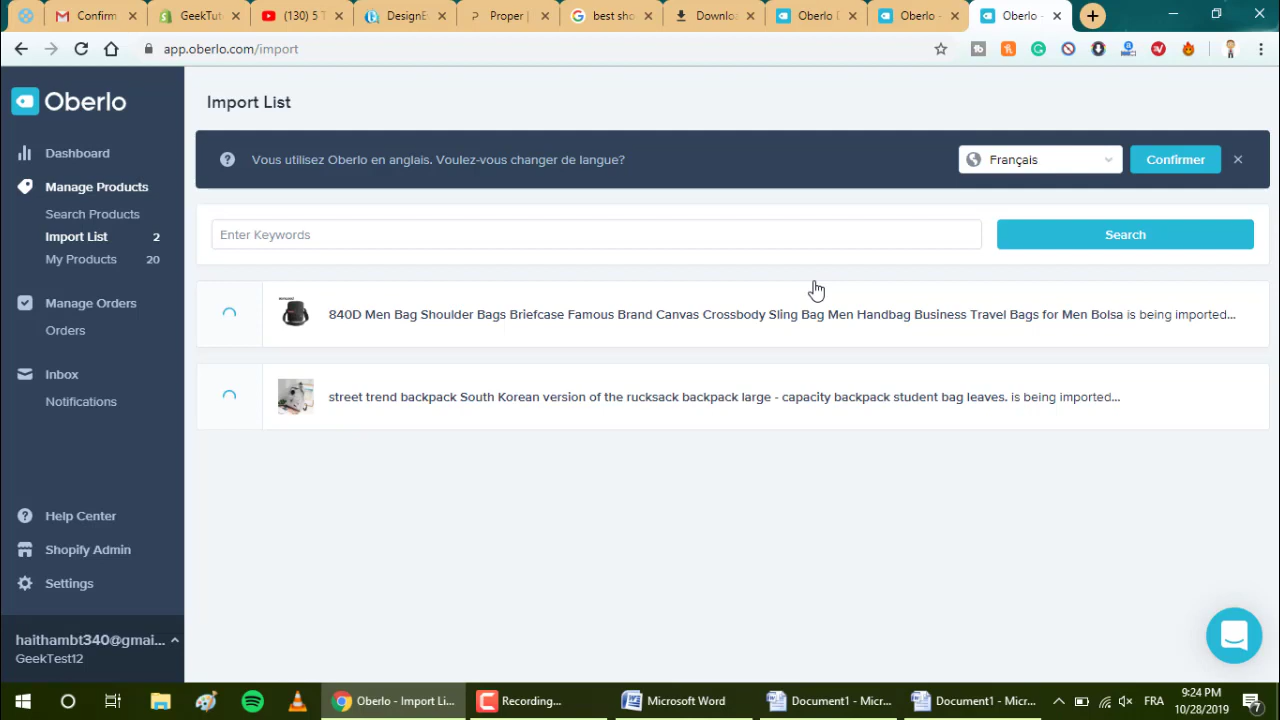 Confirm
GeekTut
(130) 5 T
DesignE
Proper |
best sho
Downloa
Oberlo D
Oberlo -
Oberlo -
app.oberlo.com/import
Oberlo
Dashboard
Manage Products
Search Products
Import List 2
My Products 20
Manage Orders
Orders
Inbox
Notifications
Help Center
Shopify Admin
Settings
haithambt340@gmai...
GeekTest12
Import List
Vous utilisez Oberlo en anglais. Voulez-vous changer de langue?
Français
Confirmer
Enter Keywords
Search
840D Men Bag Shoulder Bags Briefcase Famous Brand Canvas Crossbody Sling Bag Men Handbag Business Travel Bags for Men Bolsa is being imported...
street trend backpack South Korean version of the rucksack backpack large - capacity backpack student bag leaves. is being imported...
Oberlo - Import Li...
Recording...
Microsoft Word
Document1 - Micr...
Document1 - Micr...
FRA
9:24 PM
10/28/2019
7